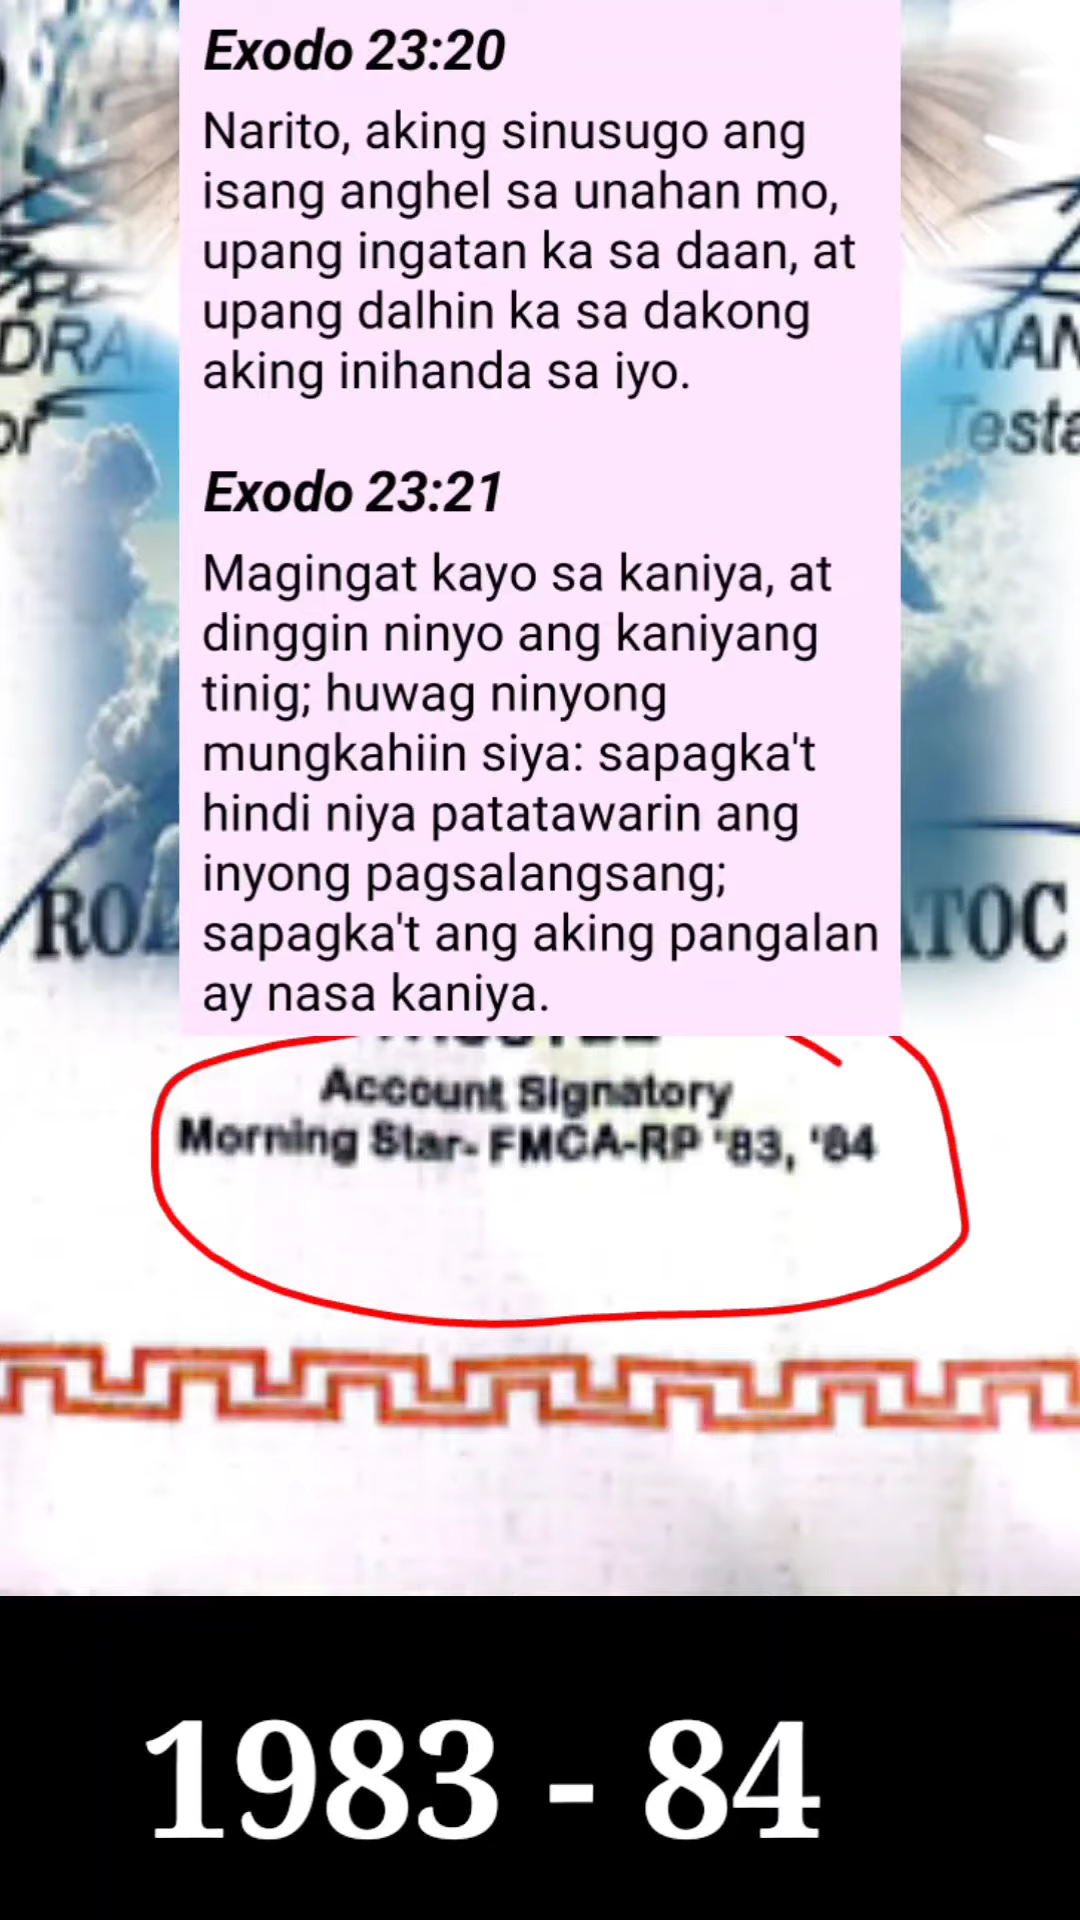 Exodo 23:20
Narito, aking sinusugo ang
isang anghel sa unahan mo,
upang ingatan ka sa daan, at
upang dalhin ka sa dakong
aking inihanda sa iyo.
Exodo 23:21
Magingat kayo sa kaniya, at
dinggin ninyo ang kaniyang
tinig; huwag ninyong
mungkahiin siya: sapagka't
hindi niya patatawarin ang
inyong pagsalangsang;
sapagka't ang aking pangalan
ay nasa kaniya.
Account Signatory
Morning Star- FMCA-RP '83, '84
1983 - 84